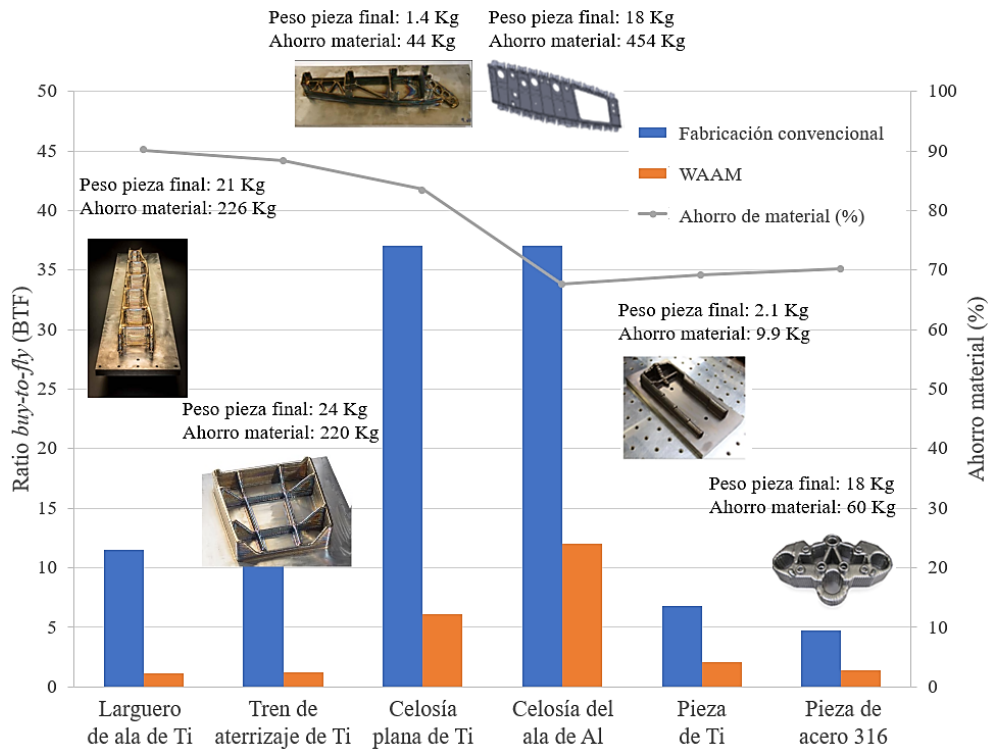 Peso pieza final: 1.4 Kg
Ahorro material: 44 Kg
Peso pieza final: 18 Kg
Ahorro material: 454 Kg
Fabricación convencional
WAAM
Ahorro de material (%)
Peso pieza final: 21 Kg
Ahorro material: 226 Kg
Peso pieza final: 2.1 Kg
Ahorro material: 9.9 Kg
Peso pieza final: 24 Kg
Ahorro material: 220 Kg
Peso pieza final: 18 Kg
Ahorro material: 60 Kg
Ratio buy-to-fly (BTF)
50
45
40
35
30
25
20
15
10
5
0
100
90
80
70
60
50
40
30
20
10
0
Ahorro material (%)
Larguero
de ala de Ti
Tren de
aterrizaje de Ti
Celosía
plana de Ti
Celosía del
ala de Al
Pieza
de Ti
Pieza de
acero 316